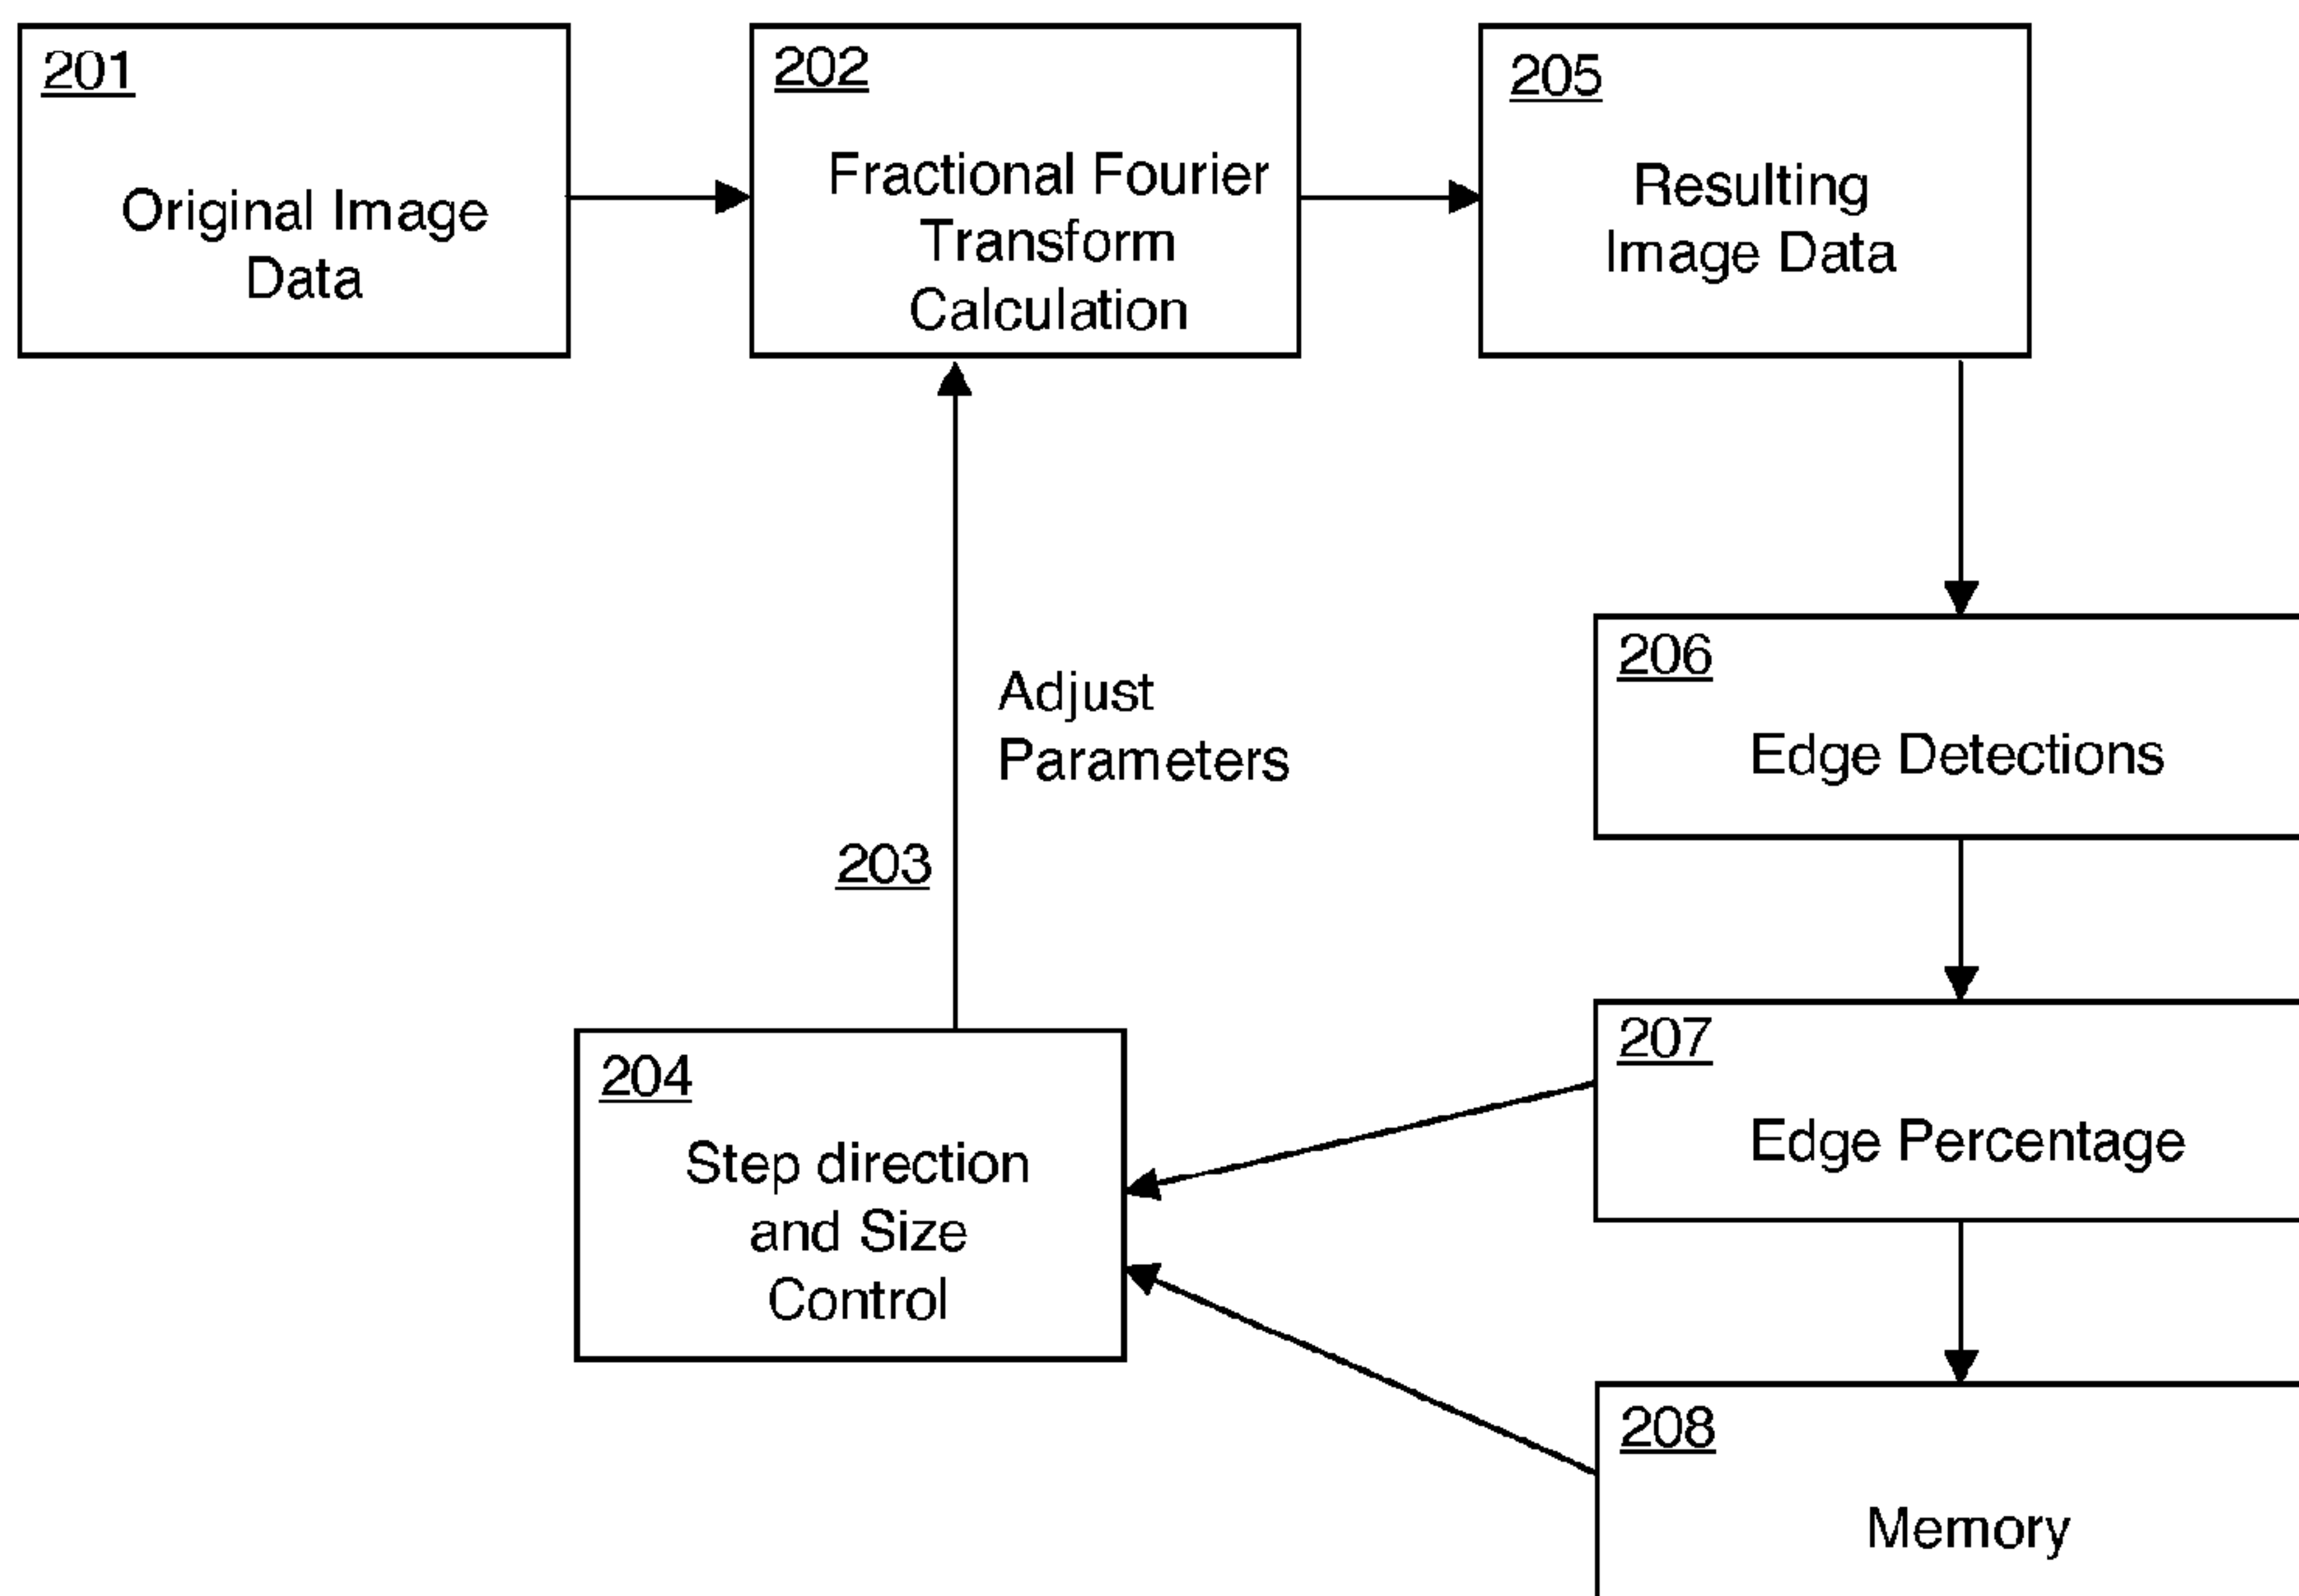 201
Original Image
Data
202
Fractional Fourier
Transform
Calculation
205
Resulting
Image Data
206
Edge Detections
Adjust
Parameters
203
207
Edge Percentage
204
Step direction
and Size
Control
208
Memory